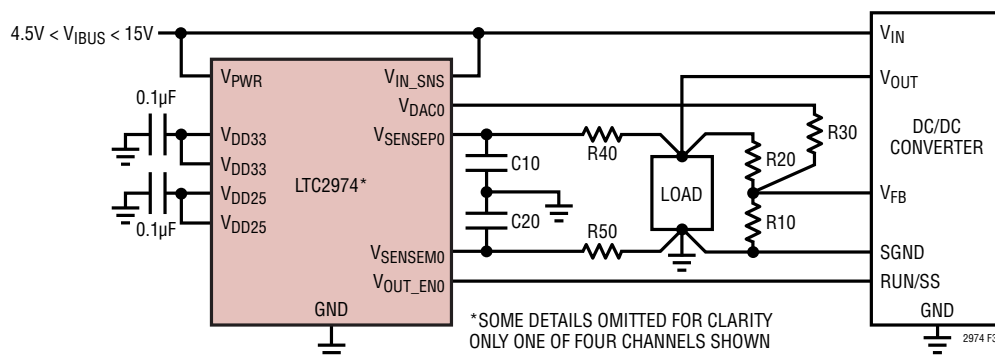 4.5V < VIBUS < 15V
VPWR
VIN_SNS
VIN
0.1µF
VDAC0
VOUT
VDD33
VSENSEP0
R40
R30
DC/DC
CONVERTER
VDD33
C10
R20
LTC2974*
LOAD
VDD25
VFB
VDD25
C20
R10
0.1µF
R50
VSENSEM0
SGND
VOUT_EN0
RUN/SS
GND
*SOME DETAILS OMITTED FOR CLARITY
ONLY ONE OF FOUR CHANNELS SHOWN
GND